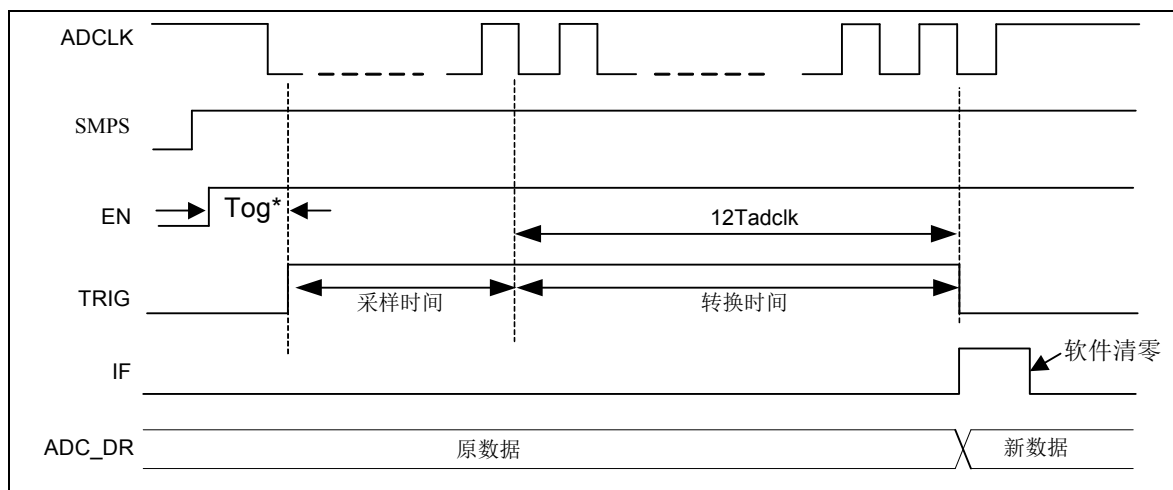 ADCLK
SMPS
EN
Tog*
12Tadclk
TRIG
采样时间
转换时间
IF
软件清零
ADC_DR
原数据
新数据